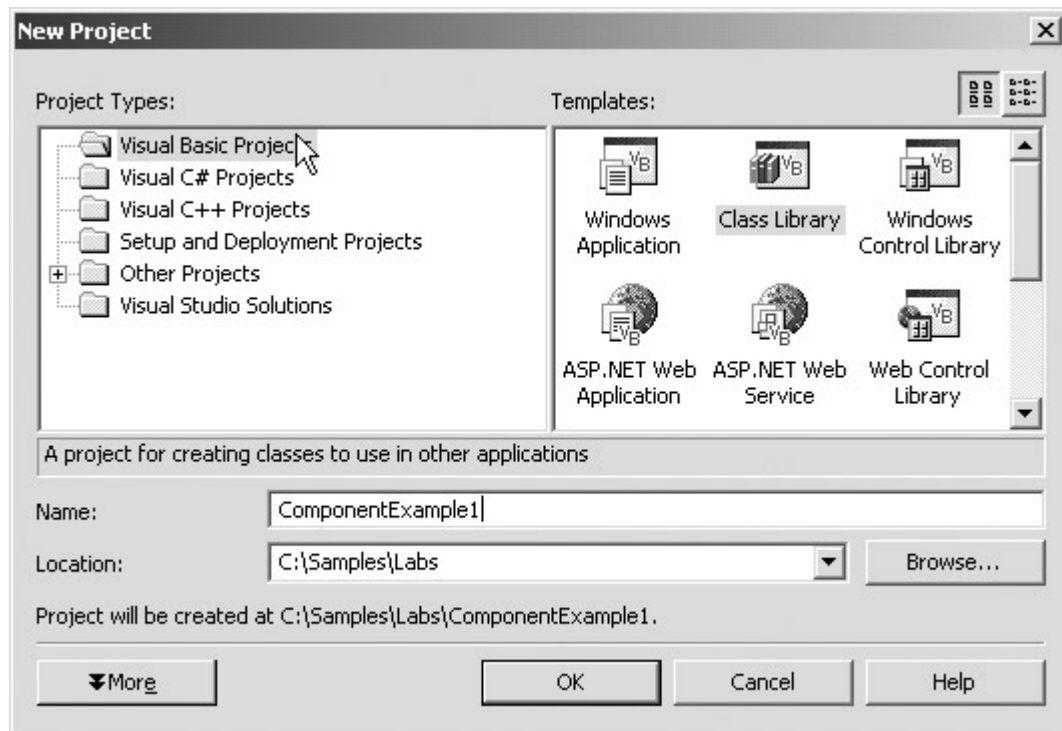 New Project
Project Types:
Templates:
Visual Basic Projects
Visual C# Projects
Visual C++ Projects
Setup and Deployment Projects
Other Projects
Visual Studio Solutions
Windows
Application
Class Library
Windows
Control Library
ASP.NET Web
Application
ASP.NET Web
Service
Web Control
Library
A project for creating classes to use in other applications
Name:
ComponentExample1
Location:
C:\Samples\Labs
Browse...
Project will be created at C:\Samples\Labs\ComponentExample1.
More
OK
Cancel
Help